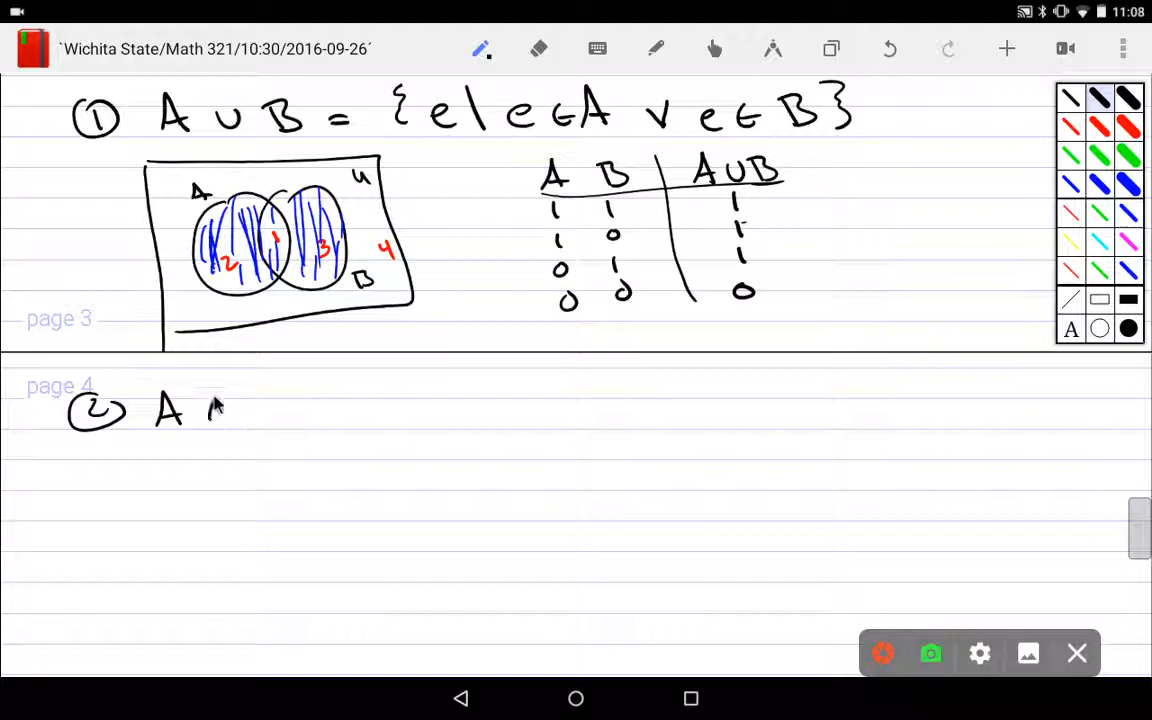 11:08
`Wichita State/Math 321/10:30/2016-09-26´
① A ∪ B = {e | e ∈ A ∨ e ∈ B}
A B U
2 1 3 4
A B | A ∪ B
1 1 | 1
1 0 | 1
0 1 | 1
0 0 | 0
page 3
page 4
② A
A